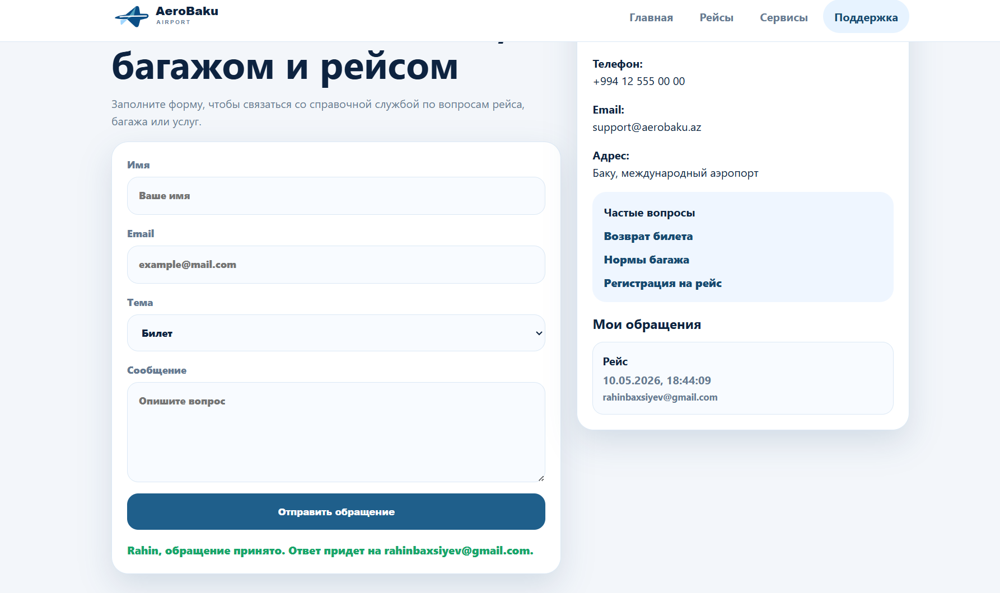 AeroBaku
AIRPORT
Главная
Рейсы
Сервисы
Поддержка
багажом и рейсом
Заполните форму, чтобы связаться со справочной службой по вопросам рейса,
багажа или услуг.
Имя
Ваше имя
Email
example@mail.com
Тема
Билет
Сообщение
Опишите вопрос
Отправить обращение
Rahin, обращение принято. Ответ придет на rahinbaxsiyev@gmail.com.
Телефон:
+994 12 555 00 00
Email:
support@aerobaku.az
Адрес:
Баку, международный аэропорт
Частые вопросы
Возврат билета
Нормы багажа
Регистрация на рейс
Мои обращения
Рейс
10.05.2026, 18:44:09
rahinbaxsiyev@gmail.com